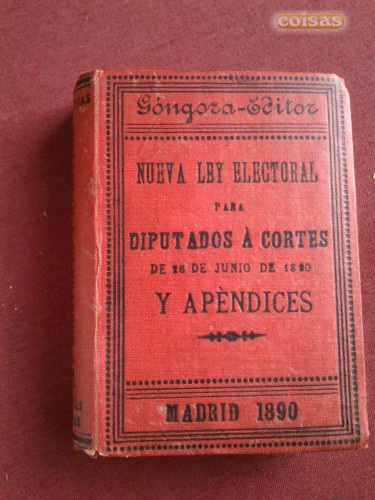 coisas
Góngora-Editor
NUEVA LEY ELECTORAL
PARA
DIPUTADOS À CORTES
DE 26 DE JUNIO DE 1890
Y APÈNDICES
MADRID 1890